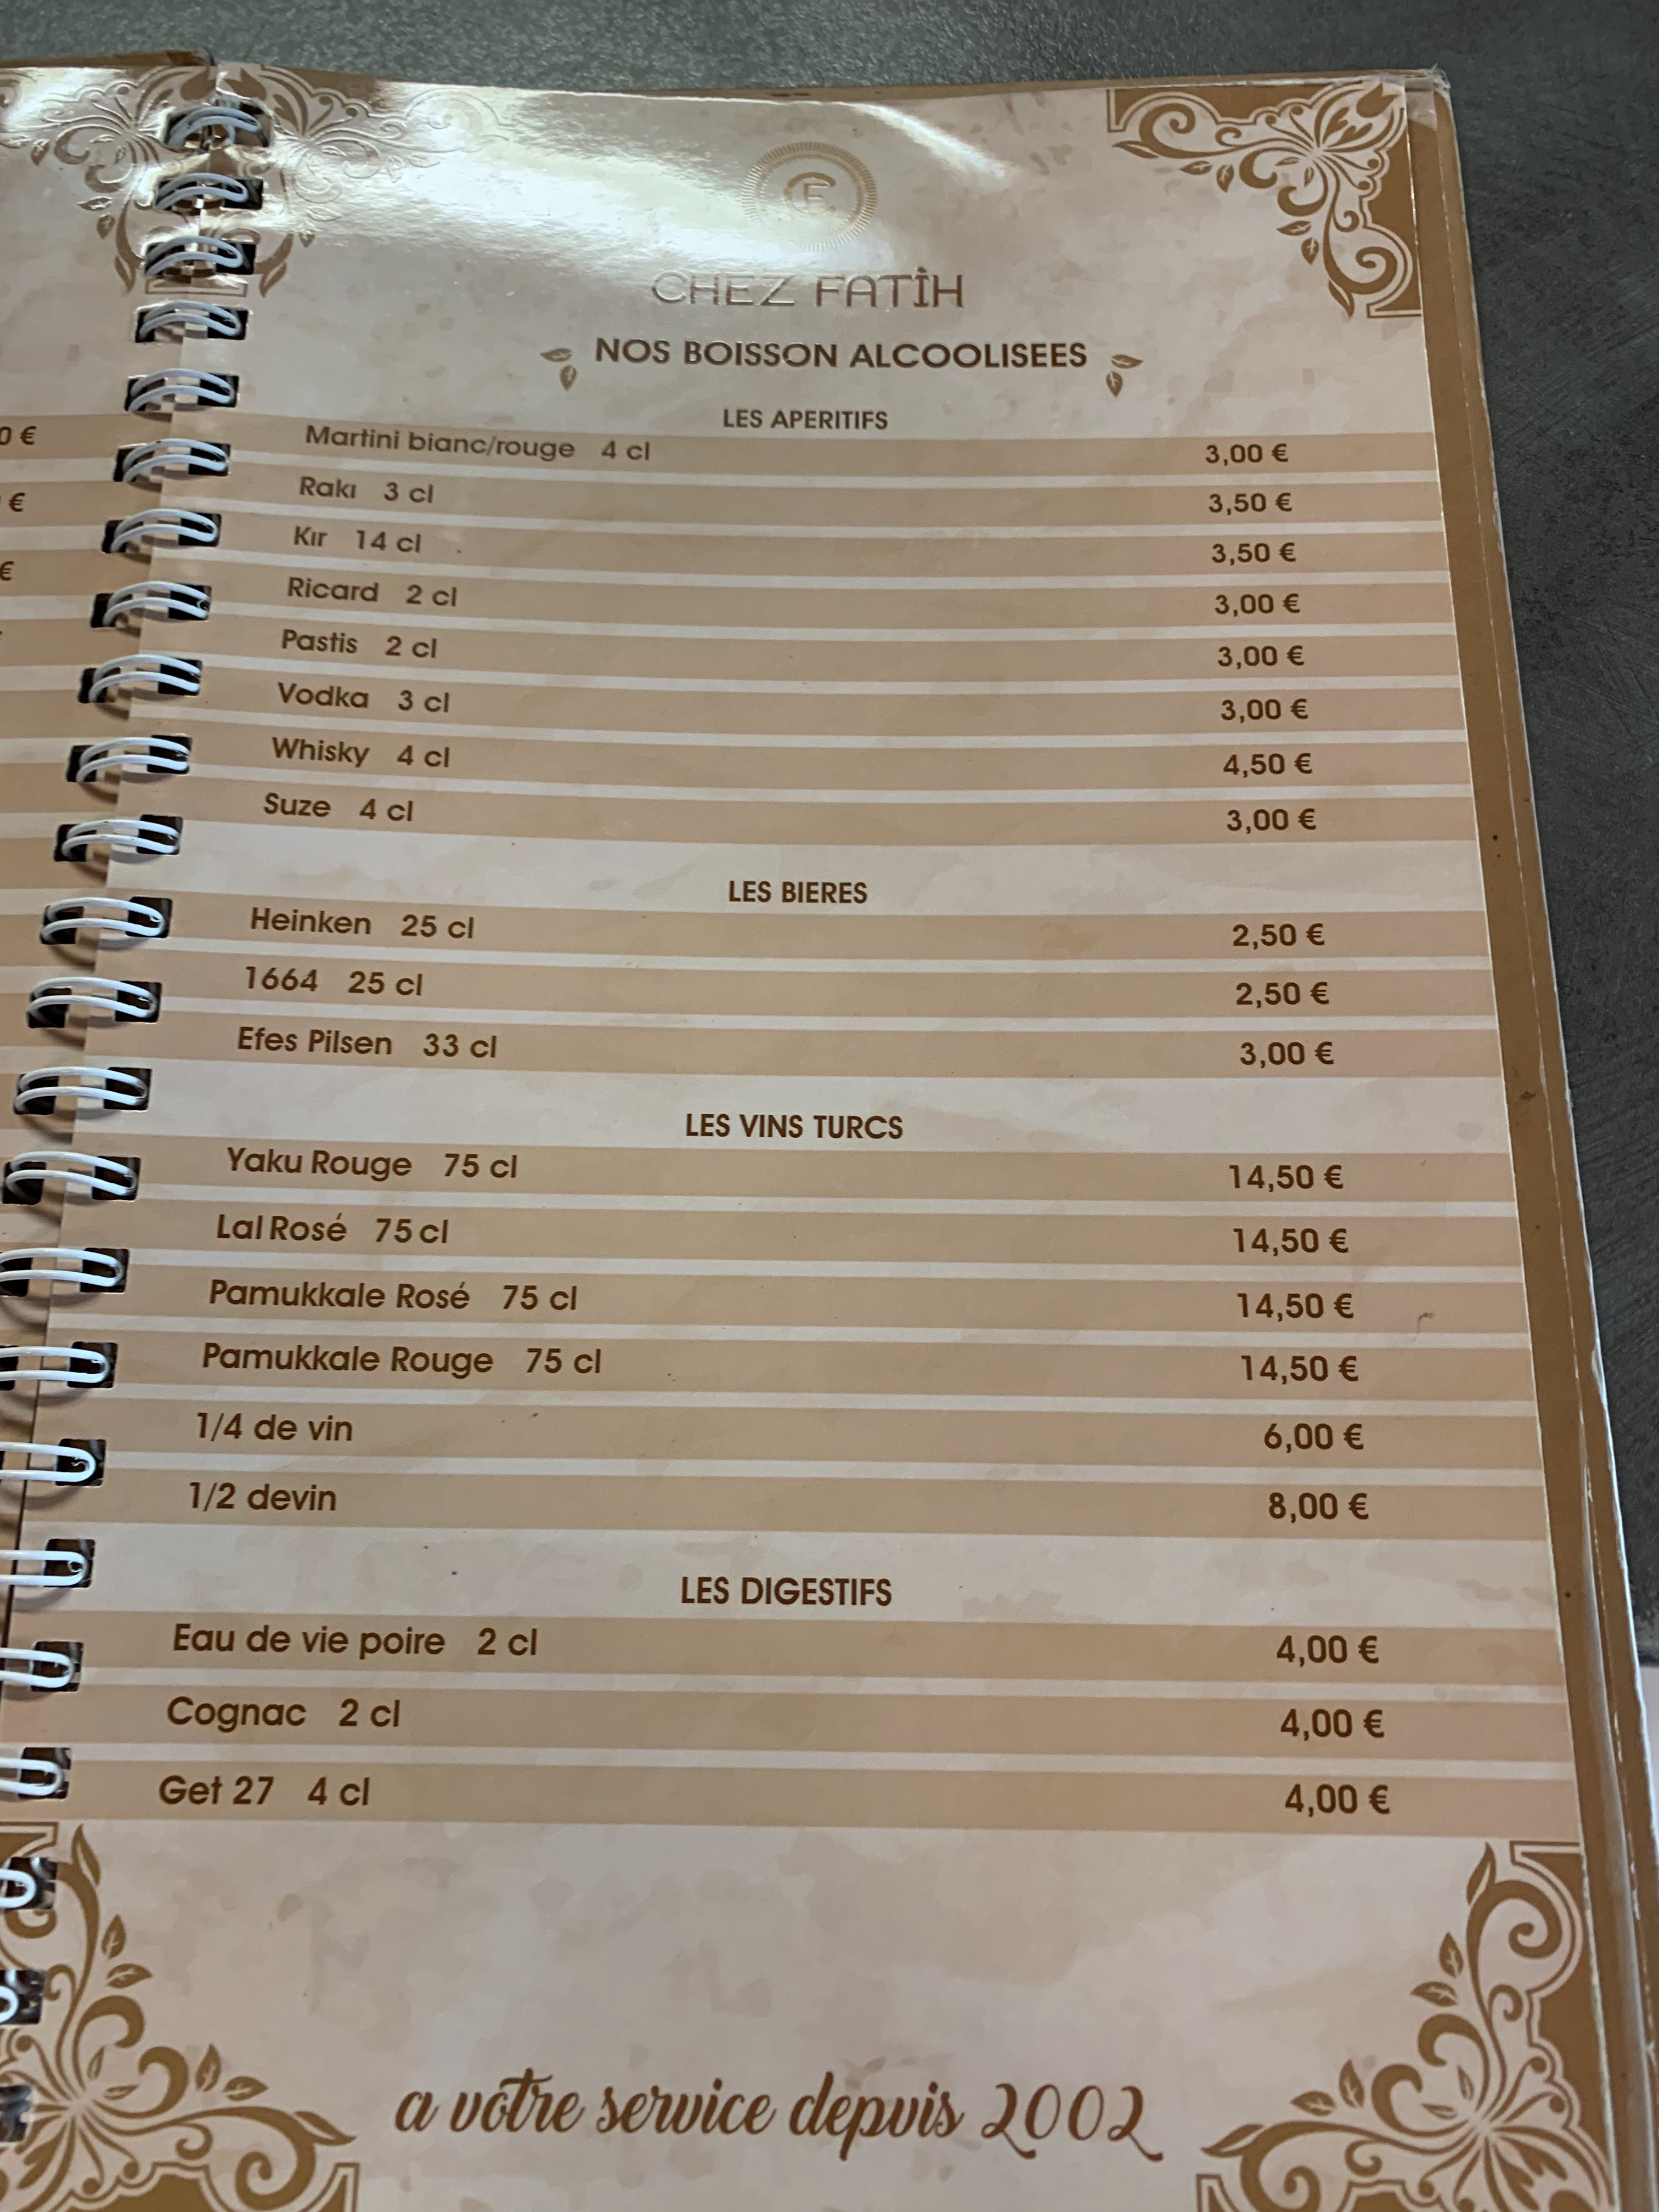 CHEZ FATİH
NOS BOISSON ALCOOLISEES
LES APERITIFS
Martini bianc/rouge 4 cl 3,00 €
Rakı 3 cl 3,50 €
Kır 14 cl 3,50 €
Ricard 2 cl 3,00 €
Pastis 2 cl 3,00 €
Vodka 3 cl 3,00 €
Whisky 4 cl 4,50 €
Suze 4 cl 3,00 €
LES BIERES
Heinken 25 cl 2,50 €
1664 25 cl 2,50 €
Efes Pilsen 33 cl 3,00 €
LES VINS TURCS
Yaku Rouge 75 cl 14,50 €
Lal Rosé 75 cl 14,50 €
Pamukkale Rosé 75 cl 14,50 €
Pamukkale Rouge 75 cl 14,50 €
1/4 de vin 6,00 €
1/2 devin 8,00 €
LES DIGESTIFS
Eau de vie poire 2 cl 4,00 €
Cognac 2 cl 4,00 €
Get 27 4 cl 4,00 €
a vôtre service depuis 2002